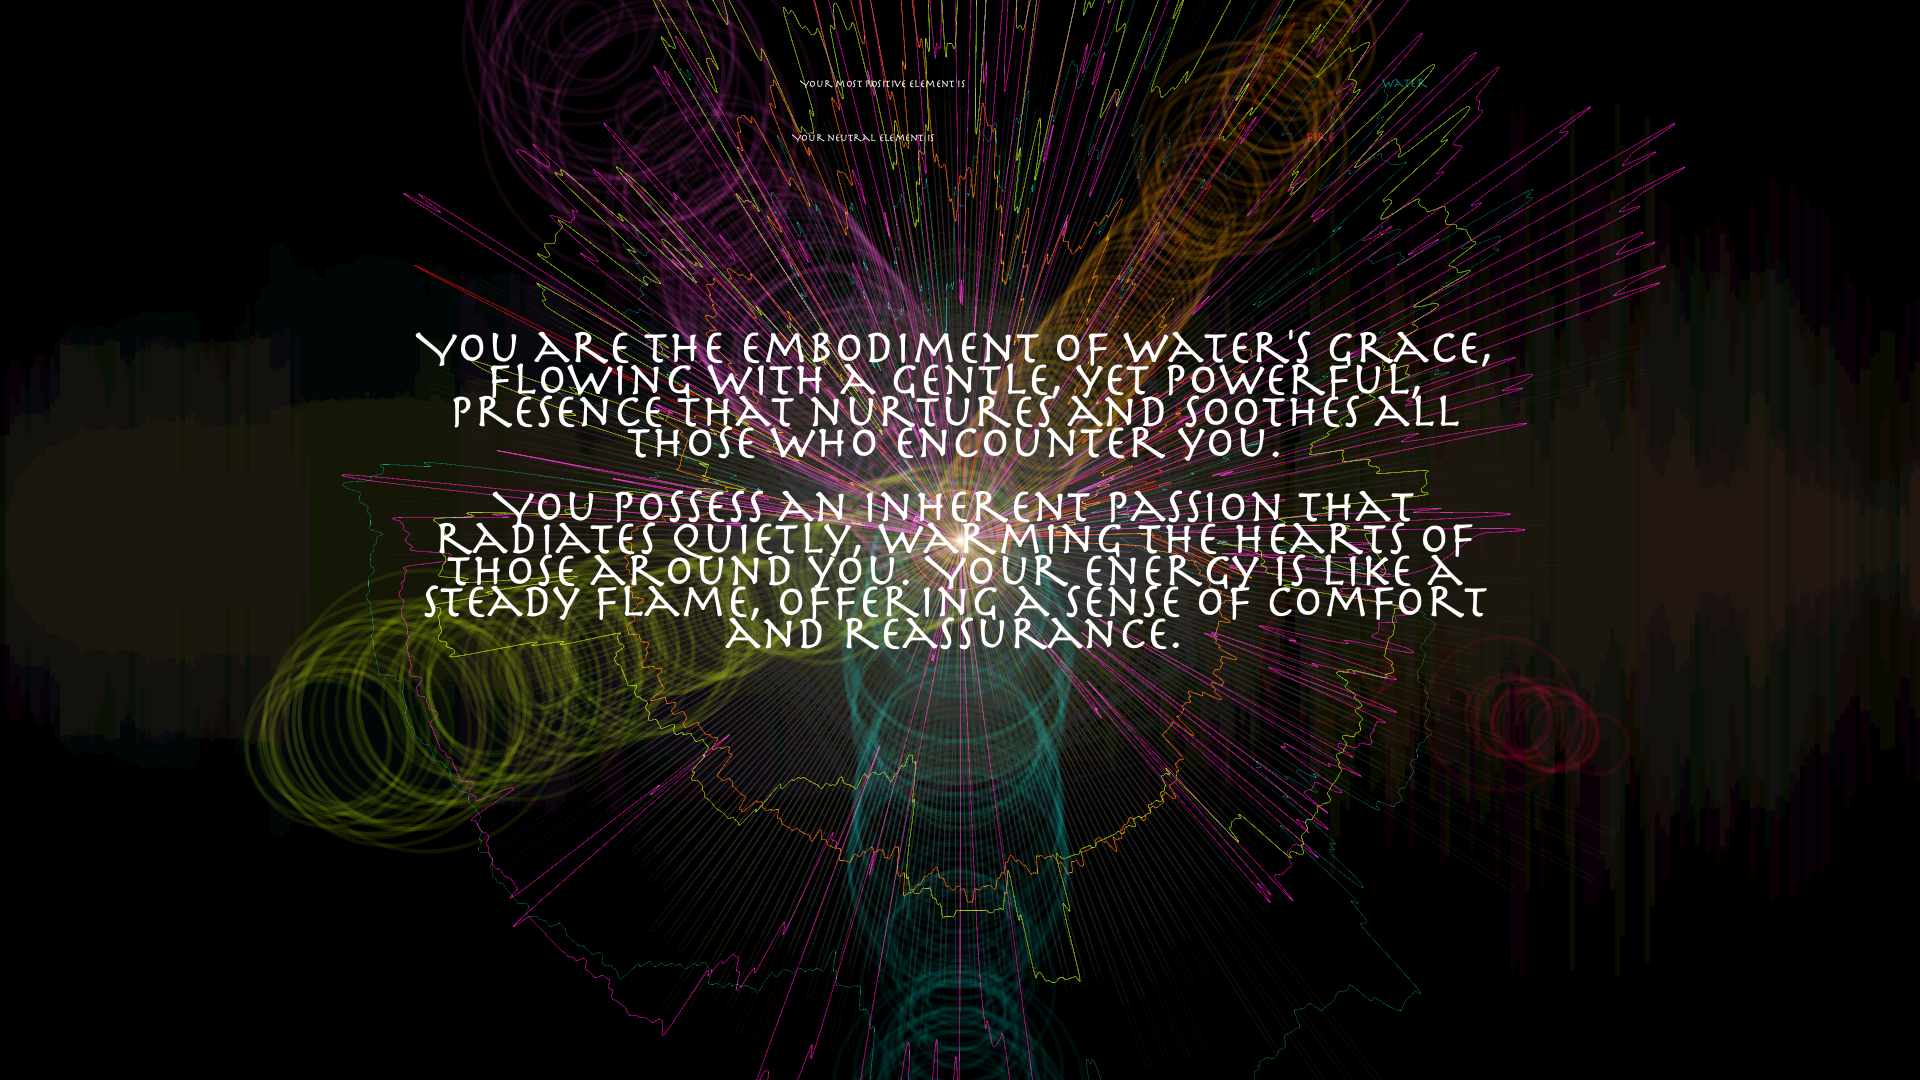 Your most positive element is water
Your neutral element is fire
You are the embodiment of water's grace,
flowing with a gentle, yet powerful,
presence that nurtures and soothes all
those who encounter you.
You possess an inherent passion that
radiates quietly, warming the hearts of
those around you. Your energy is like a
steady flame, offering a sense of comfort
and reassurance.